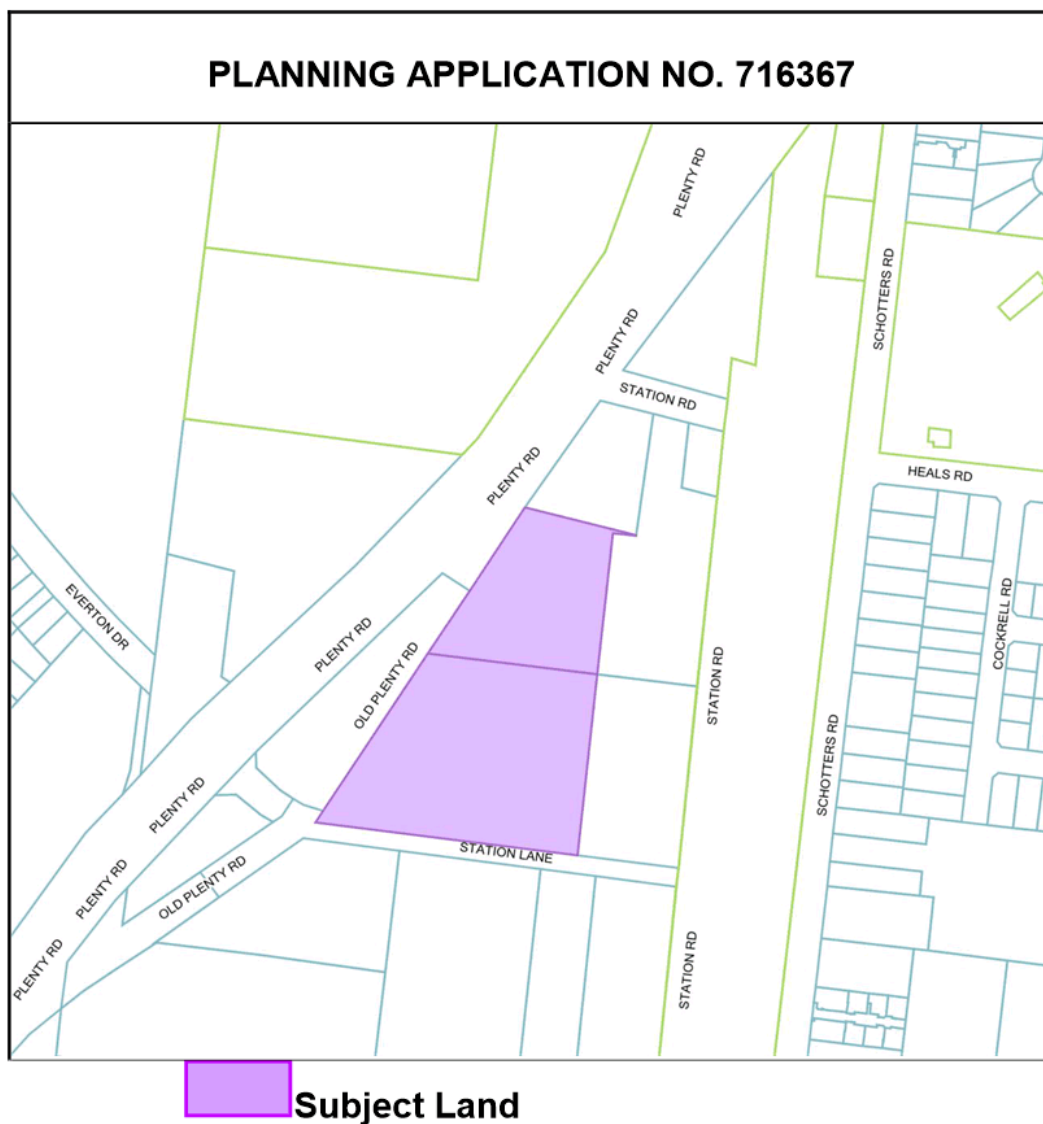 PLANNING APPLICATION NO. 716367
PLENTY RD
SCHOTTERS RD
PLENTY RD
STATION RD
PLENTY RD
HEALS RD
EVERTON DR
PLENTY RD
OLD PLENTY RD
STATION RD
COCKRELL RD
SCHOTTERS RD
PLENTY RD
STATION LANE
PLENTY RD
OLD PLENTY RD
PLENTY RD
STATION RD
Subject Land